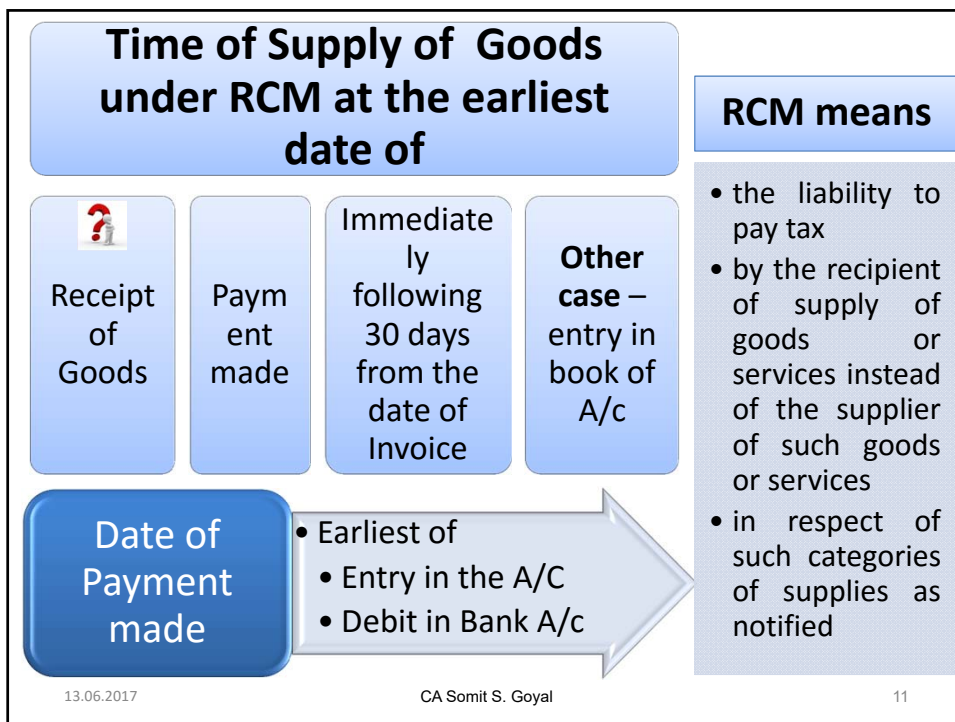 Time of Supply of Goods
under RCM at the earliest
date of
Receipt
of
Goods
Paym
ent
made
Immediate
ly
following
30 days
from the
date of
Invoice
Other
case –
entry in
book of
A/c
Date of
Payment
made
• Earliest of
• Entry in the A/C
• Debit in Bank A/c
RCM means
• the liability to
pay tax
• by the recipient
of supply of
goods or
services instead
of the supplier
of such goods
or services
• in respect of
such categories
of supplies as
notified
13.06.2017
CA Somit S. Goyal
11